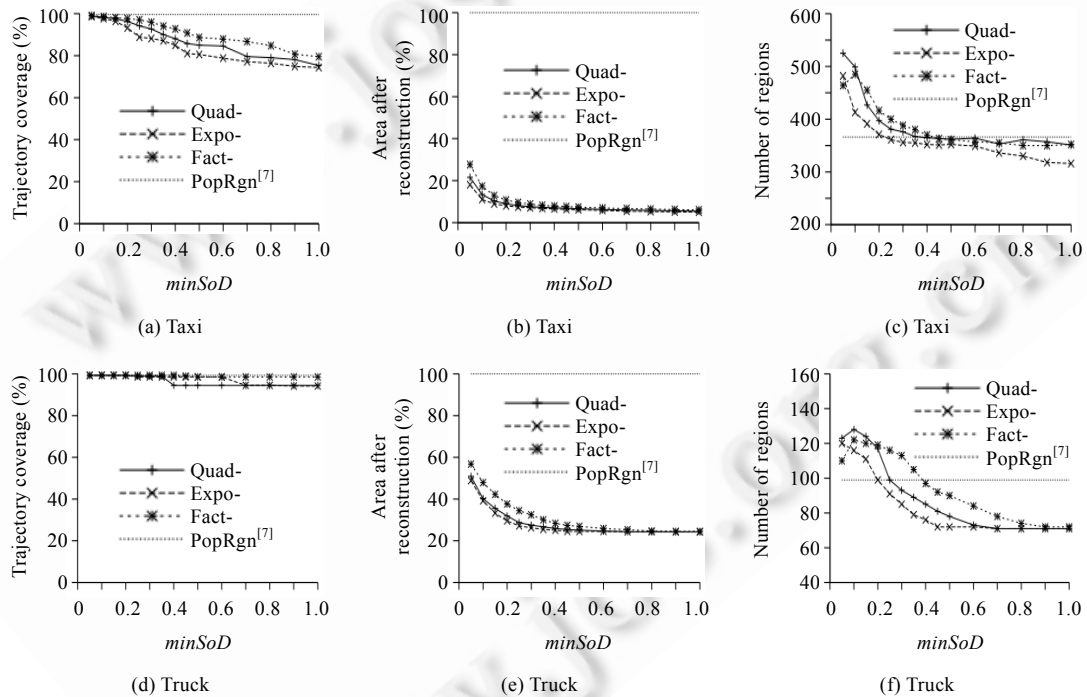 Trajectory coverage (%)
100
80
60
40
20
0
Quad-
Expo-
Fact-
PopRgn[7]
0 0.2 0.4 0.6 0.8 1.0
minSoD
(a) Taxi
Area after
reconstruction (%)
100
80
60
40
20
0
Quad-
Expo-
Fact-
PopRgn[7]
0 0.2 0.4 0.6 0.8 1.0
minSoD
(b) Taxi
Number of regions
600
500
400
300
200
Quad-
Expo-
Fact-
PopRgn[7]
0 0.2 0.4 0.6 0.8 1.0
minSoD
(c) Taxi
Trajectory coverage (%)
100
80
60
40
20
0
Quad-
Expo-
Fact-
PopRgn[7]
0 0.2 0.4 0.6 0.8 1.0
minSoD
(d) Truck
Area after
reconstruction (%)
100
80
60
40
20
0
Quad-
Expo-
Fact-
PopRgn[7]
0 0.2 0.4 0.6 0.8 1.0
minSoD
(e) Truck
Number of regions
160
140
120
100
80
60
40
Quad-
Expo-
Fact-
PopRgn[7]
0 0.2 0.4 0.6 0.8 1.0
minSoD
(f) Truck